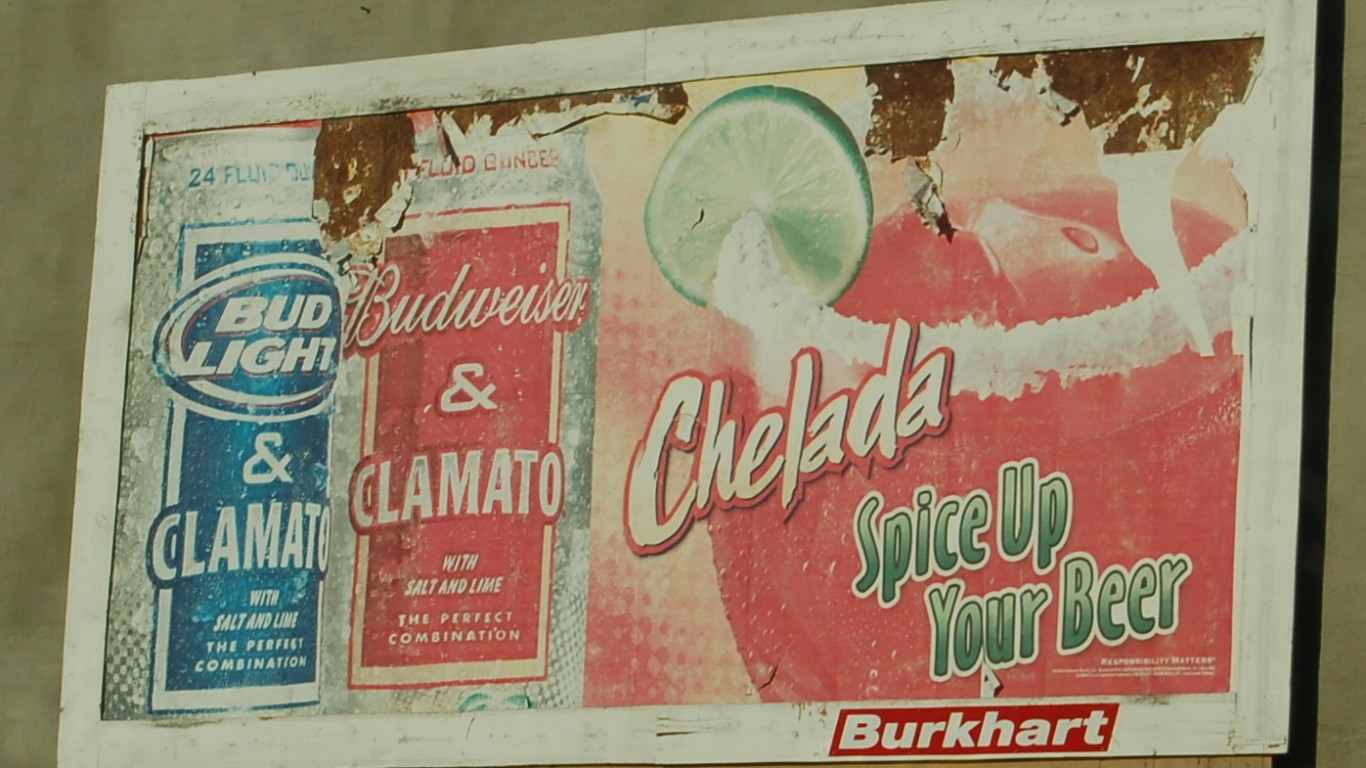 24 FLUID
BUD
LIGHT
&
CLAMATO
WITH
SALT AND LIME
THE PERFECT
COMBINATION
FLUID OUNCES
Budweiser
&
CLAMATO
WITH
SALT AND LIME
THE PERFECT
COMBINATION
Chelada
Spice Up
Your Beer
RESPONSIBILITY MATTERS
Burkhart